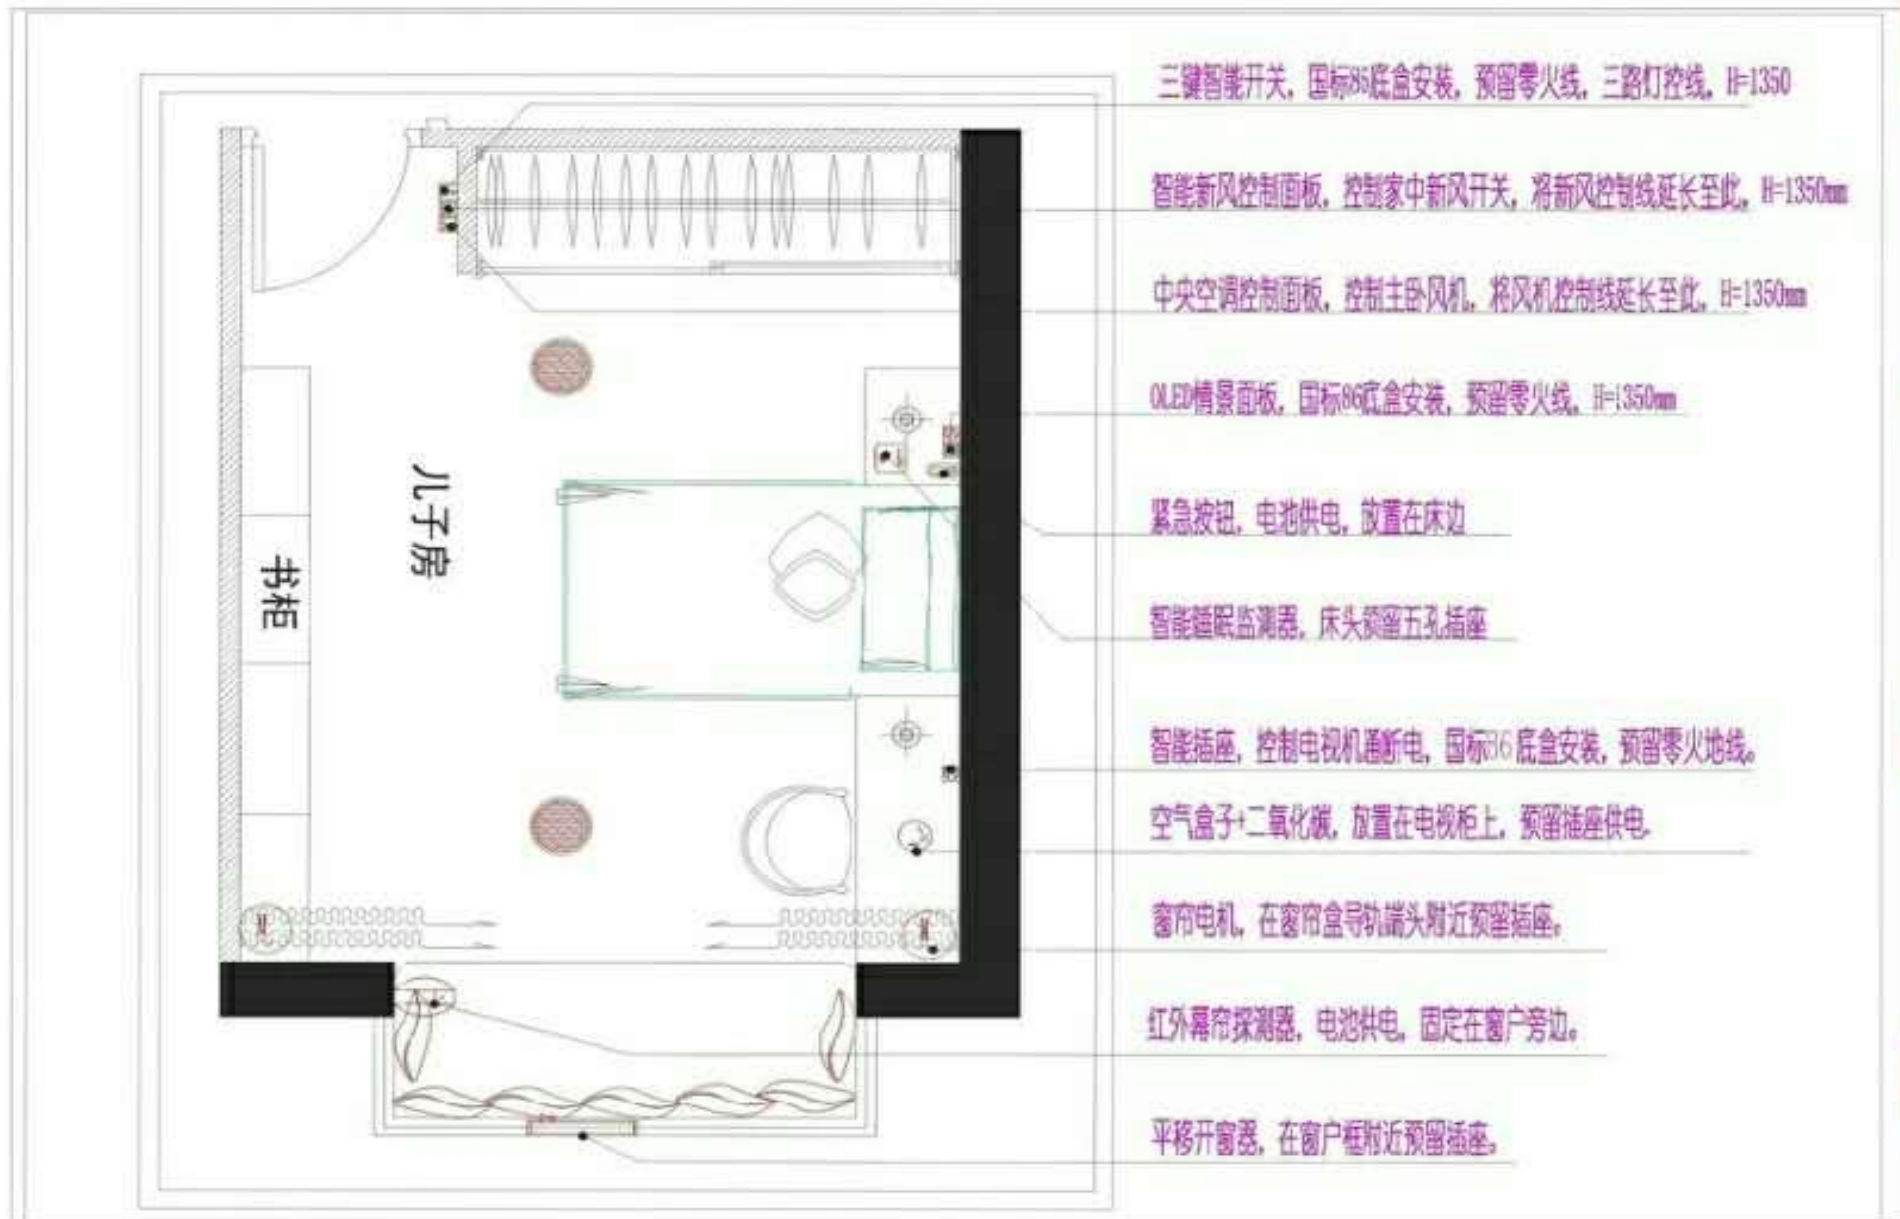 三键智能开关，国标86底盒安装，预留零火线，三路灯控线，H=1350
智能新风控制面板，控制家中新风开关，将新风控制线延长至此，H=1350mm
中央空调控制面板，控制主卧风机，将风机控制线延长至此，H=1350mm
OLED情景面板，国标86底盒安装，预留零火线，H=1350mm
紧急按钮，电池供电，放置在床边
智能睡眠监测器，床头预留五孔插座
智能插座，控制电视机通断电，国标86底盒安装，预留零火地线。
空气盒子+二氧化碳，放置在电视柜上，预留插座供电.
窗帘电机，在窗帘盒导轨端头附近预留插座。
红外幕帘探测器，电池供电，固定在窗户旁边。
平移开窗器，在窗户框附近预留插座。
儿子房
书柜